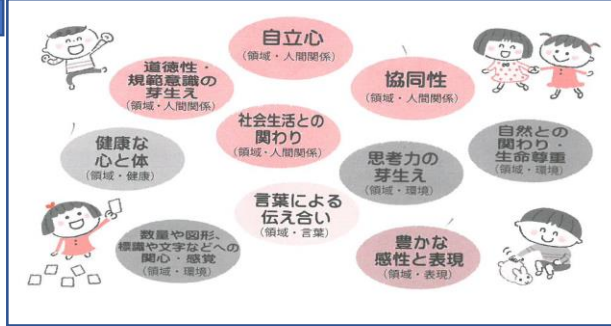 自立心
(領域・人間関係)
道徳性・
規範意識の
芽生え
(領域・人間関係)
協同性
(領域・人間関係)
社会生活との
関わり
(領域・人間関係)
健康な
心と体
(領域・健康)
思考力の
芽生え
(領域・環境)
自然との
関わり・
生命尊重
(領域・環境)
言葉による
伝え合い
(領域・言葉)
数量や図形、
標識や文字などへの
関心・感覚
(領域・環境)
豊かな
感性と表現
(領域・表現)